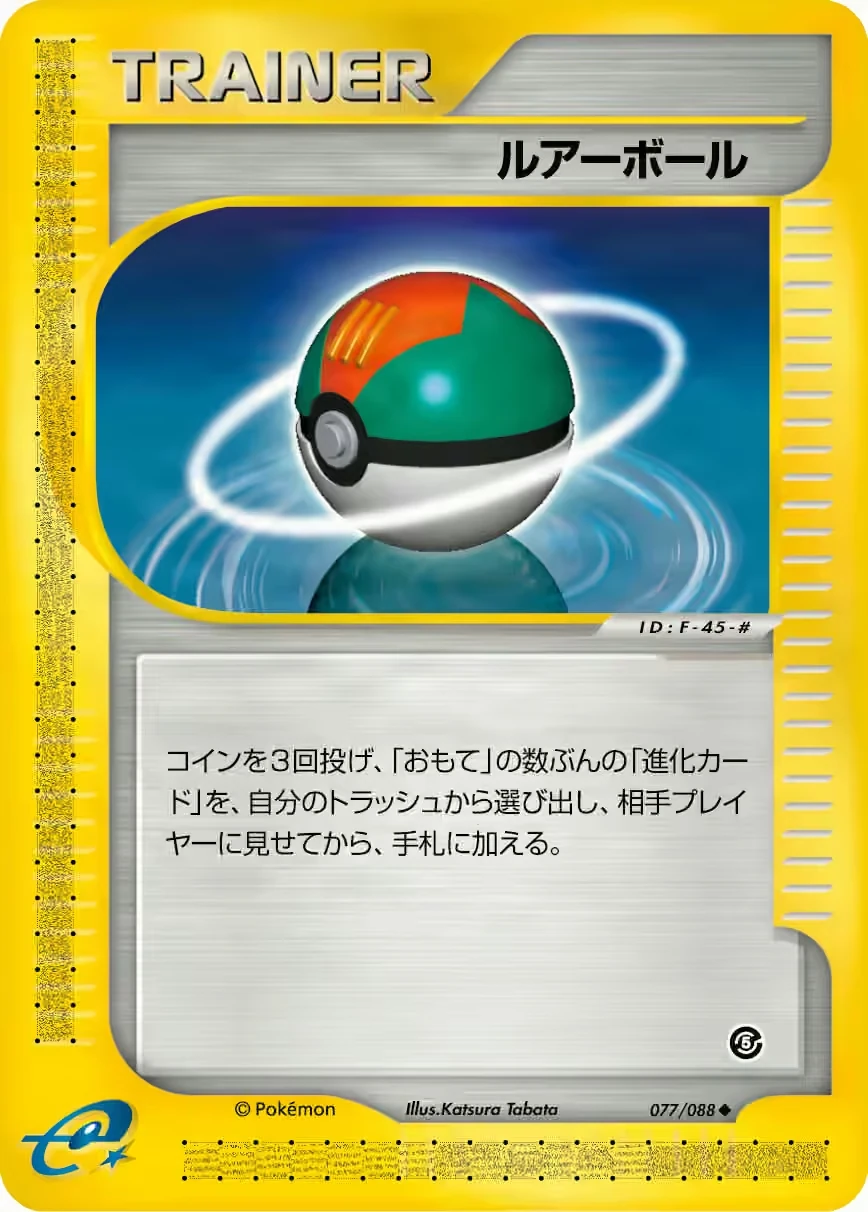 TRAINER
ルアーボール
ID:F-45-#
コインを3回投げ、「おもて」の数ぶんの「進化カー
ド」を、自分のトラッシュから選び出し、相手プレイ
ヤーに見せてから、手札に加える。
5
© Pokémon Illus.Katsura Tabata 077/088◆
e